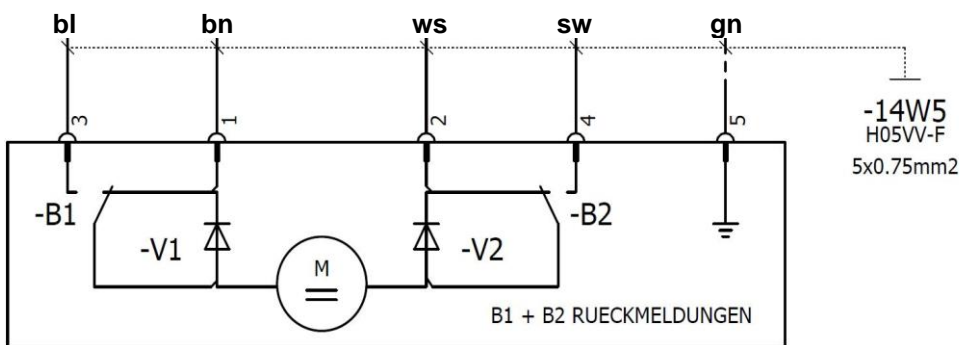 bl bn ws sw gn
3 1 2 4 5
-14W5
H05VV-F
5x0.75mm2
-B1 -B2
-V1 M -V2
B1 + B2 RUECKMELDUNGEN